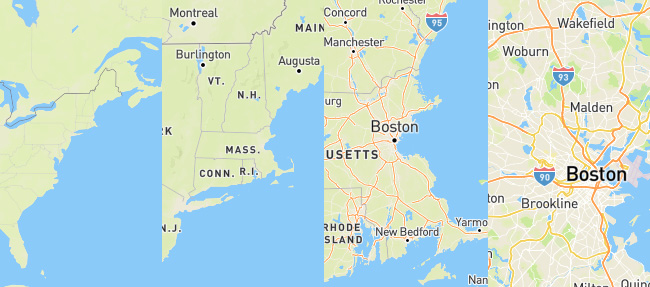 Montreal
Burlington
Augusta
VT.
N.H.
MASS.
CONN.
R.I.
N.J.
MAIN
Concord
Rochester
95
Manchester
Boston
USETTS
RHODE
ISLAND
New Bedford
Yarmo
Nan
ington
Wakefield
Woburn
93
Malden
90
Boston
Brookline
Milton
Quinc